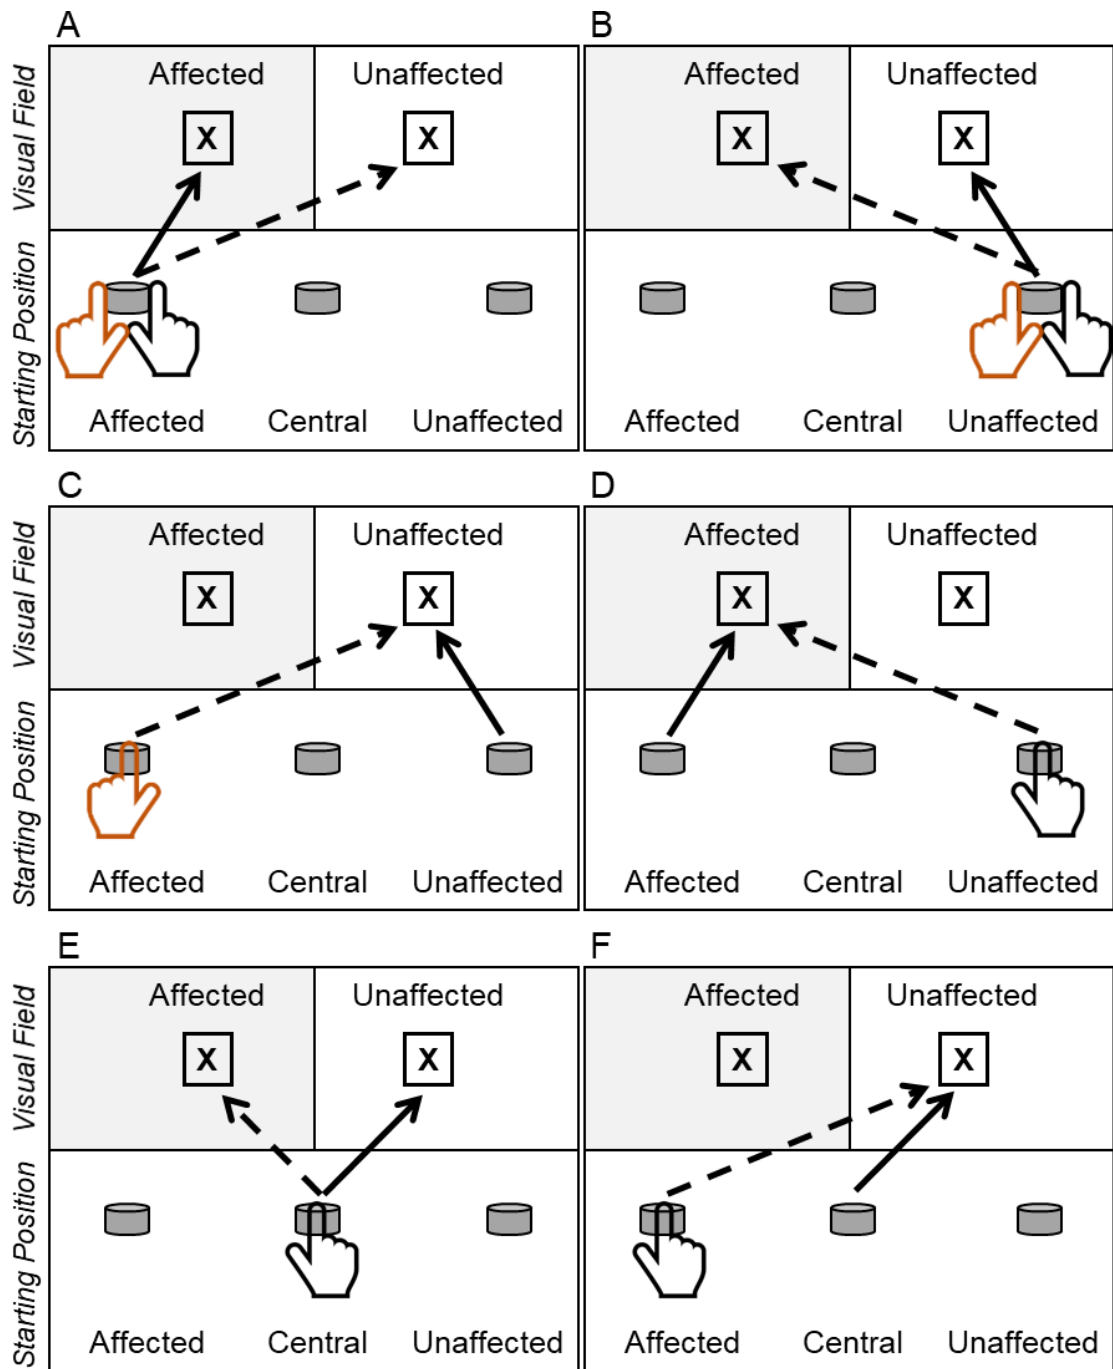 A
B
Visual Field
Affected
Unaffected
X
X
Affected
Unaffected
X
X
Starting Position
Affected
Central
Unaffected
Affected
Central
Unaffected
C
D
Visual Field
Affected
Unaffected
X
X
Affected
Unaffected
X
X
Starting Position
Affected
Central
Unaffected
Affected
Central
Unaffected
E
F
Visual Field
Affected
Unaffected
X
X
Affected
Unaffected
X
X
Starting Position
Affected
Central
Unaffected
Affected
Central
Unaffected